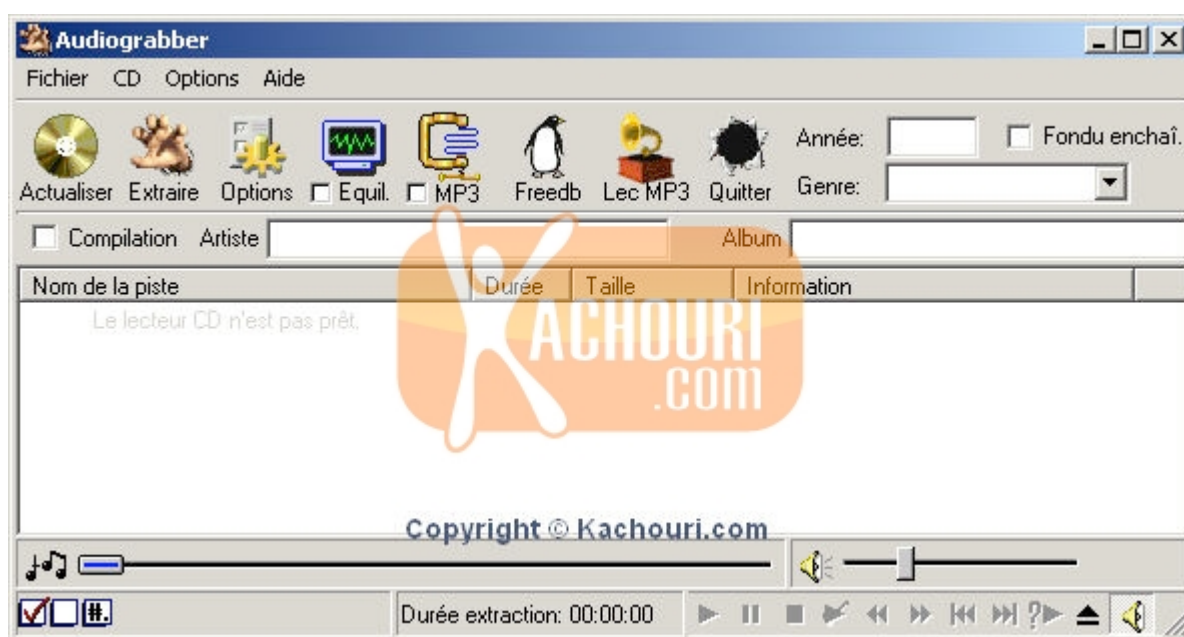 Audiograbber
Fichier CD Options Aide
Actualiser Extraire Options Equil. MP3 Freedb Lec MP3 Quitter
Année: Fondu enchaî.
Genre:
Compilation Artiste Album
Nom de la piste Durée Taille Information
Le lecteur CD n'est pas prêt.
KACHOURI
.COM
Copyright © Kachouri.com
#.
Durée extraction: 00:00:00
?